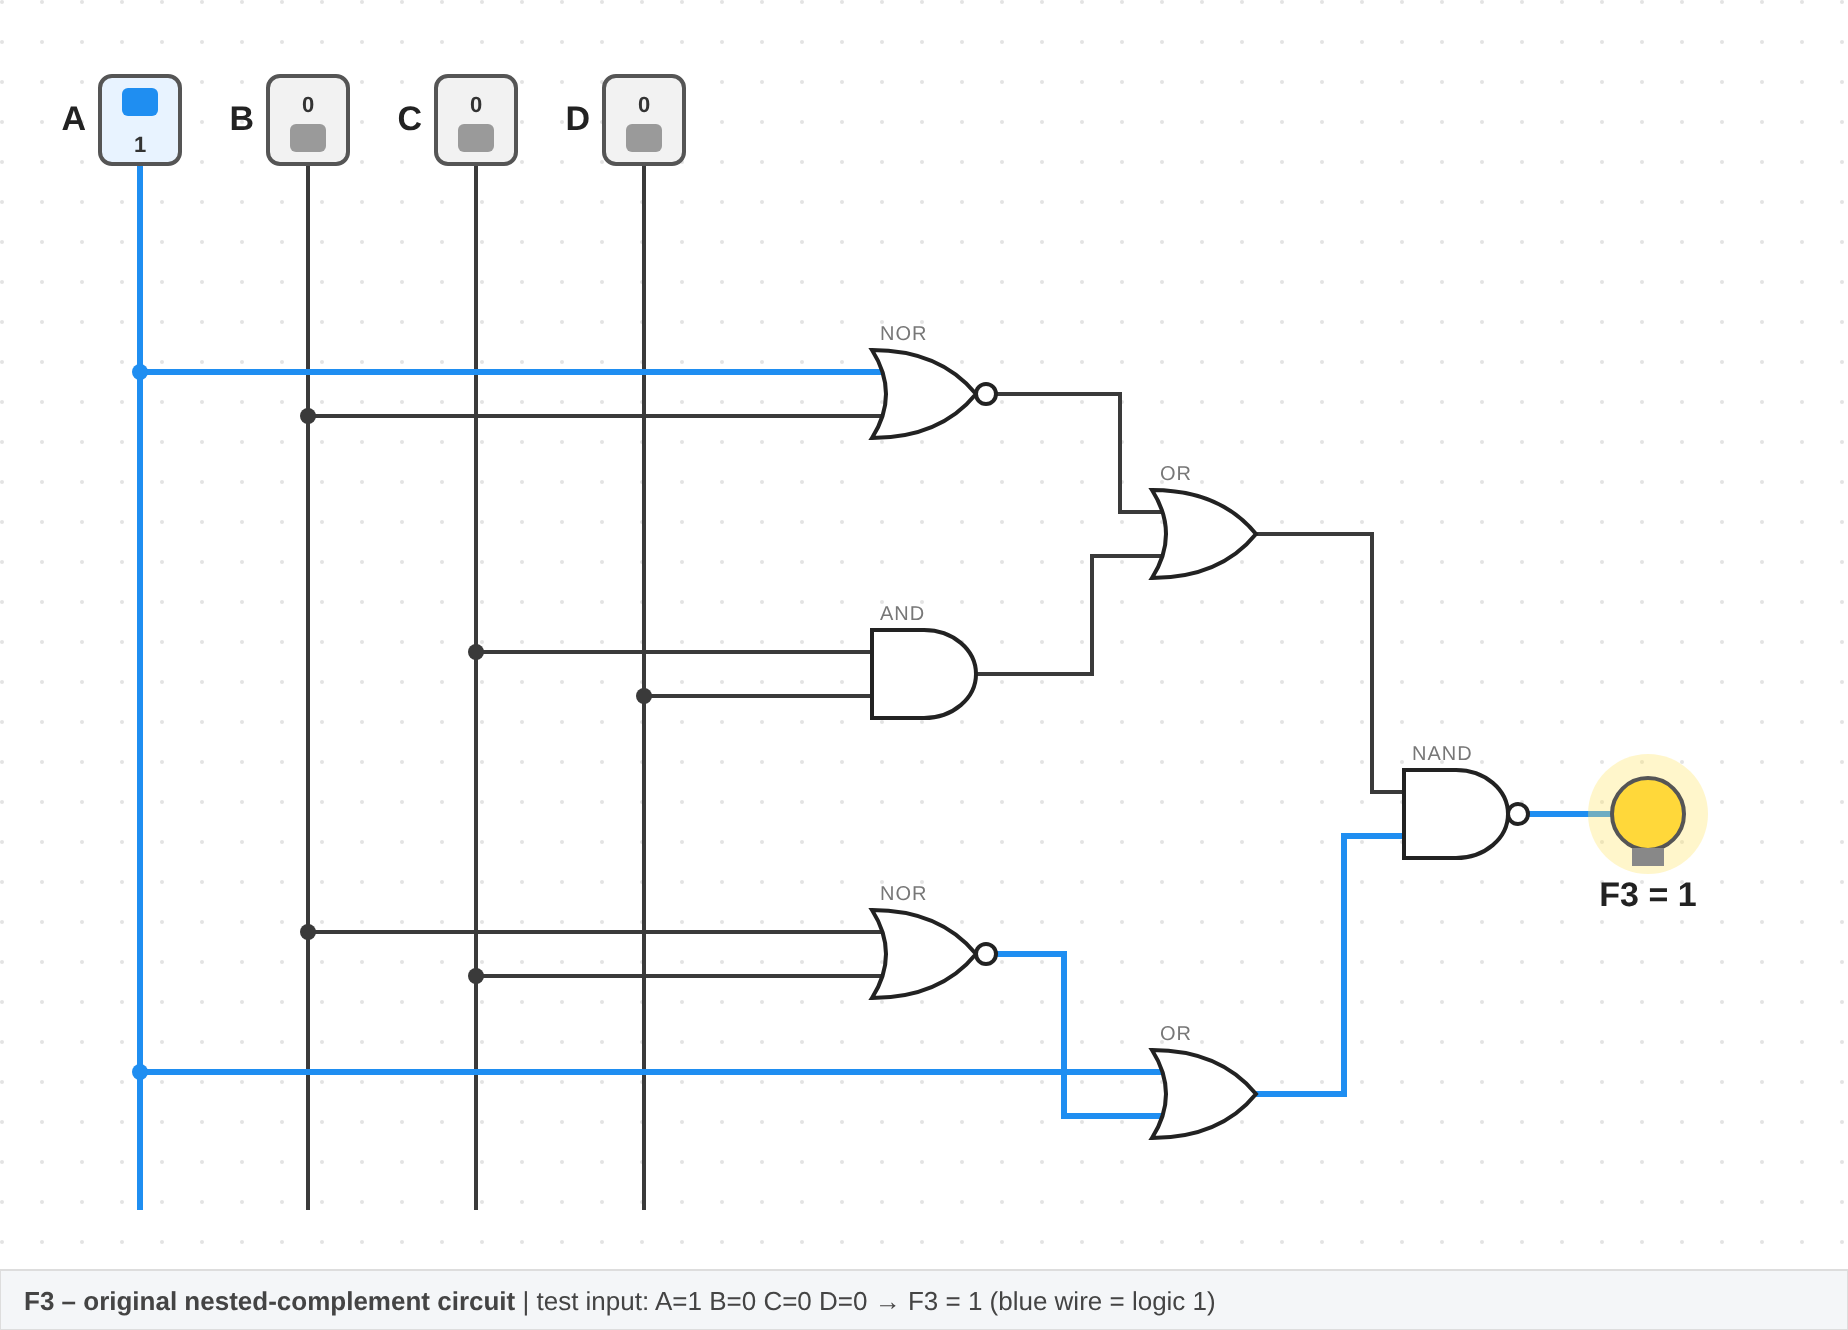 A
1
B
0
C
0
D
0
NOR
OR
AND
NAND
F3 = 1
NOR
OR
F3 – original nested-complement circuit | test input: A=1 B=0 C=0 D=0 → F3 = 1 (blue wire = logic 1)